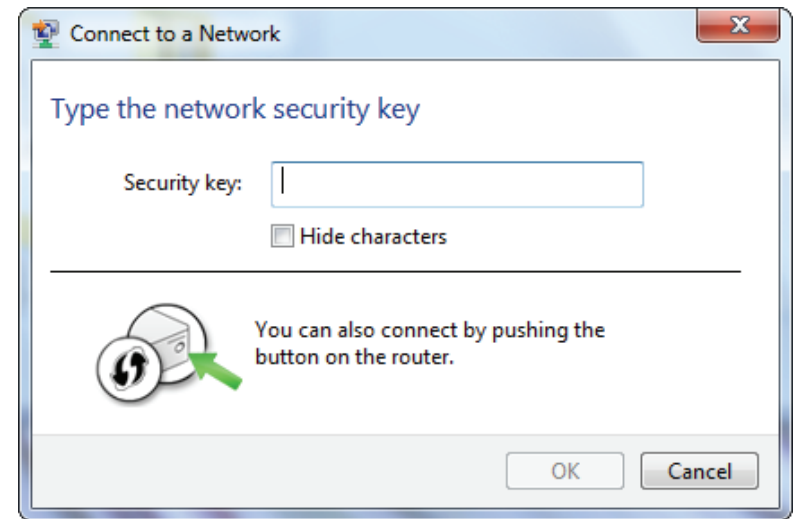 Connect to a Network
Type the network security key
Security key:
Hide characters
You can also connect by pushing the
button on the router.
OK
Cancel